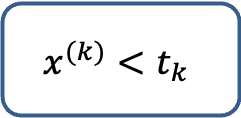 x^{(k)} < t_k